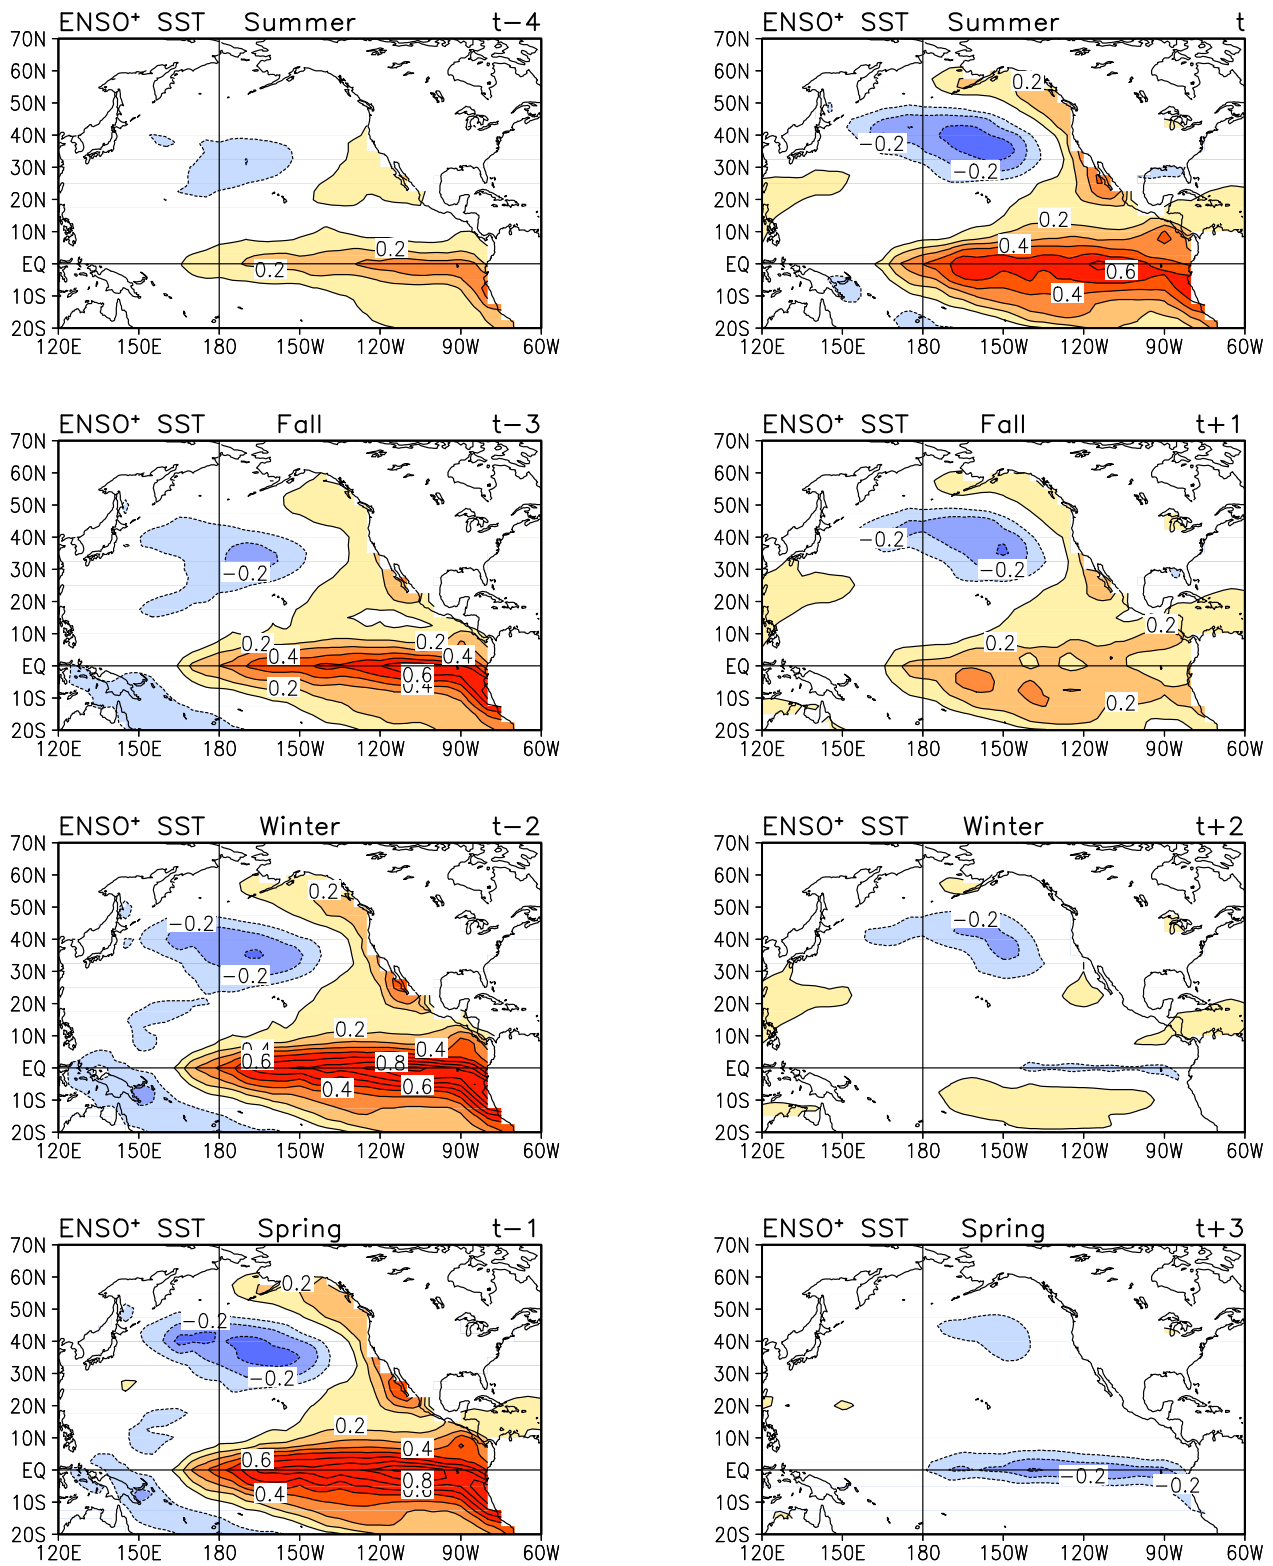 ENSO⁺ SST Summer t−4
70N
60N
50N
40N
30N
20N
10N
EQ
10S
20S
0.2
0.2
120E 150E 180 150W 120W 90W 60W
ENSO⁺ SST Summer t
70N
60N
50N
40N
30N
20N
10N
EQ
10S
20S
0.2
−0.2
−0.2
0.2
0.4
0.6
0.4
120E 150E 180 150W 120W 90W 60W
ENSO⁺ SST Fall t−3
70N
60N
50N
40N
30N
20N
10N
EQ
10S
20S
−0.2
0.2
0.2
0.4
0.4
0.6
0.4
0.2
120E 150E 180 150W 120W 90W 60W
ENSO⁺ SST Fall t+1
70N
60N
50N
40N
30N
20N
10N
EQ
10S
20S
−0.2
−0.2
0.2
0.2
0.2
120E 150E 180 150W 120W 90W 60W
ENSO⁺ SST Winter t−2
70N
60N
50N
40N
30N
20N
10N
EQ
10S
20S
0.2
−0.2
−0.2
0.2
0.4
0.4
0.6
0.8
0.4
0.6
120E 150E 180 150W 120W 90W 60W
ENSO⁺ SST Winter t+2
70N
60N
50N
40N
30N
20N
10N
EQ
10S
20S
−0.2
120E 150E 180 150W 120W 90W 60W
ENSO⁺ SST Spring t−1
70N
60N
50N
40N
30N
20N
10N
EQ
10S
20S
0.2
−0.2
−0.2
0.2
0.4
0.6
0.8
0.4
120E 150E 180 150W 120W 90W 60W
ENSO⁺ SST Spring t+3
70N
60N
50N
40N
30N
20N
10N
EQ
10S
20S
−0.2
−0.2
120E 150E 180 150W 120W 90W 60W